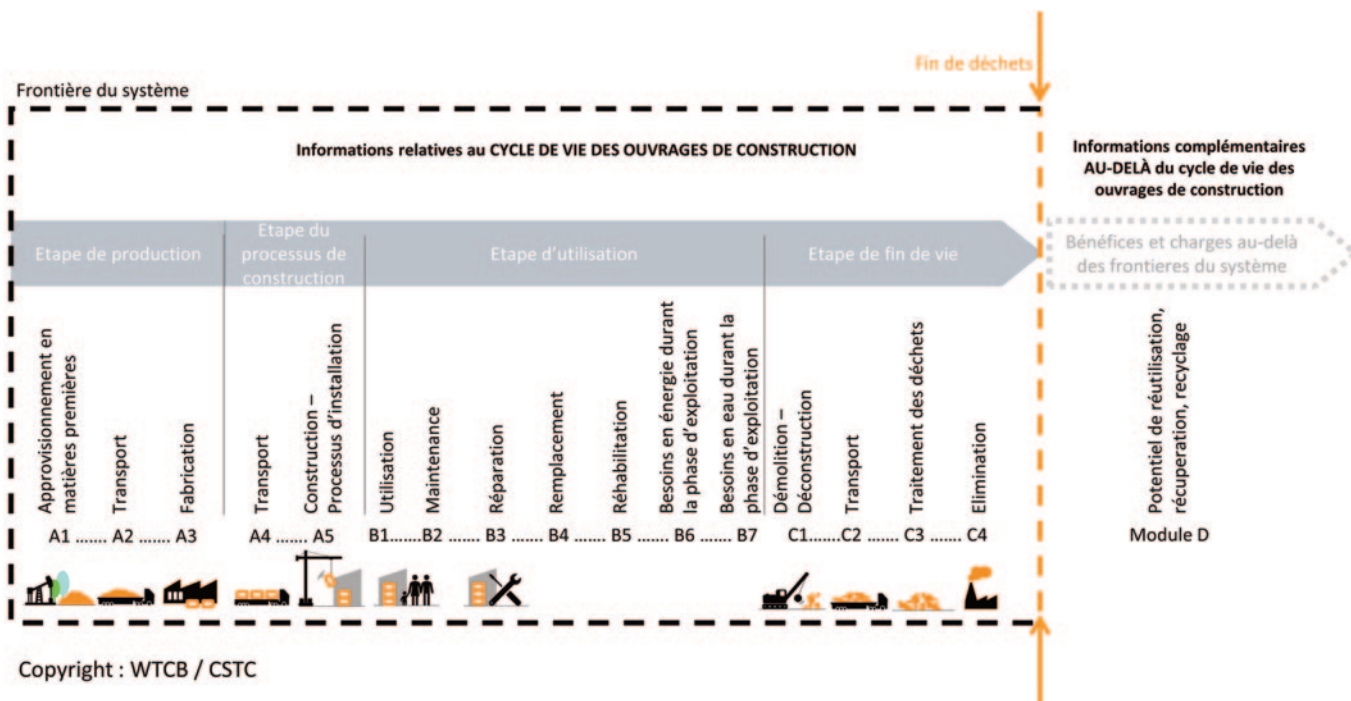 Fin de déchets
Frontière du système
Informations relatives au CYCLE DE VIE DES OUVRAGES DE CONSTRUCTION
Informations complémentaires
AU-DELÀ du cycle de vie des
ouvrages de construction
Etape de production
Etape du
processus de
construction
Etape d'utilisation
Etape de fin de vie
Bénéfices et charges au-delà
des frontieres du système
Approvisionnement en
matières premières
Transport
Fabrication
Transport
Construction –
Processus d'installation
Utilisation
Maintenance
Réparation
Remplacement
Réhabilitation
Besoins en énergie durant
la phase d'exploitation
Besoins en eau durant la
phase d'exploitation
Démolition –
Déconstruction
Transport
Traitement des déchets
Elimination
Potentiel de réutilisation,
récuperation, recyclage
A1 ....... A2 ....... A3
A4 ....... A5
B1.......B2 ....... B3 ....... B4 ....... B5 ....... B6 ....... B7
C1.......C2 ....... C3 ....... C4
Module D
Copyright : WTCB / CSTC